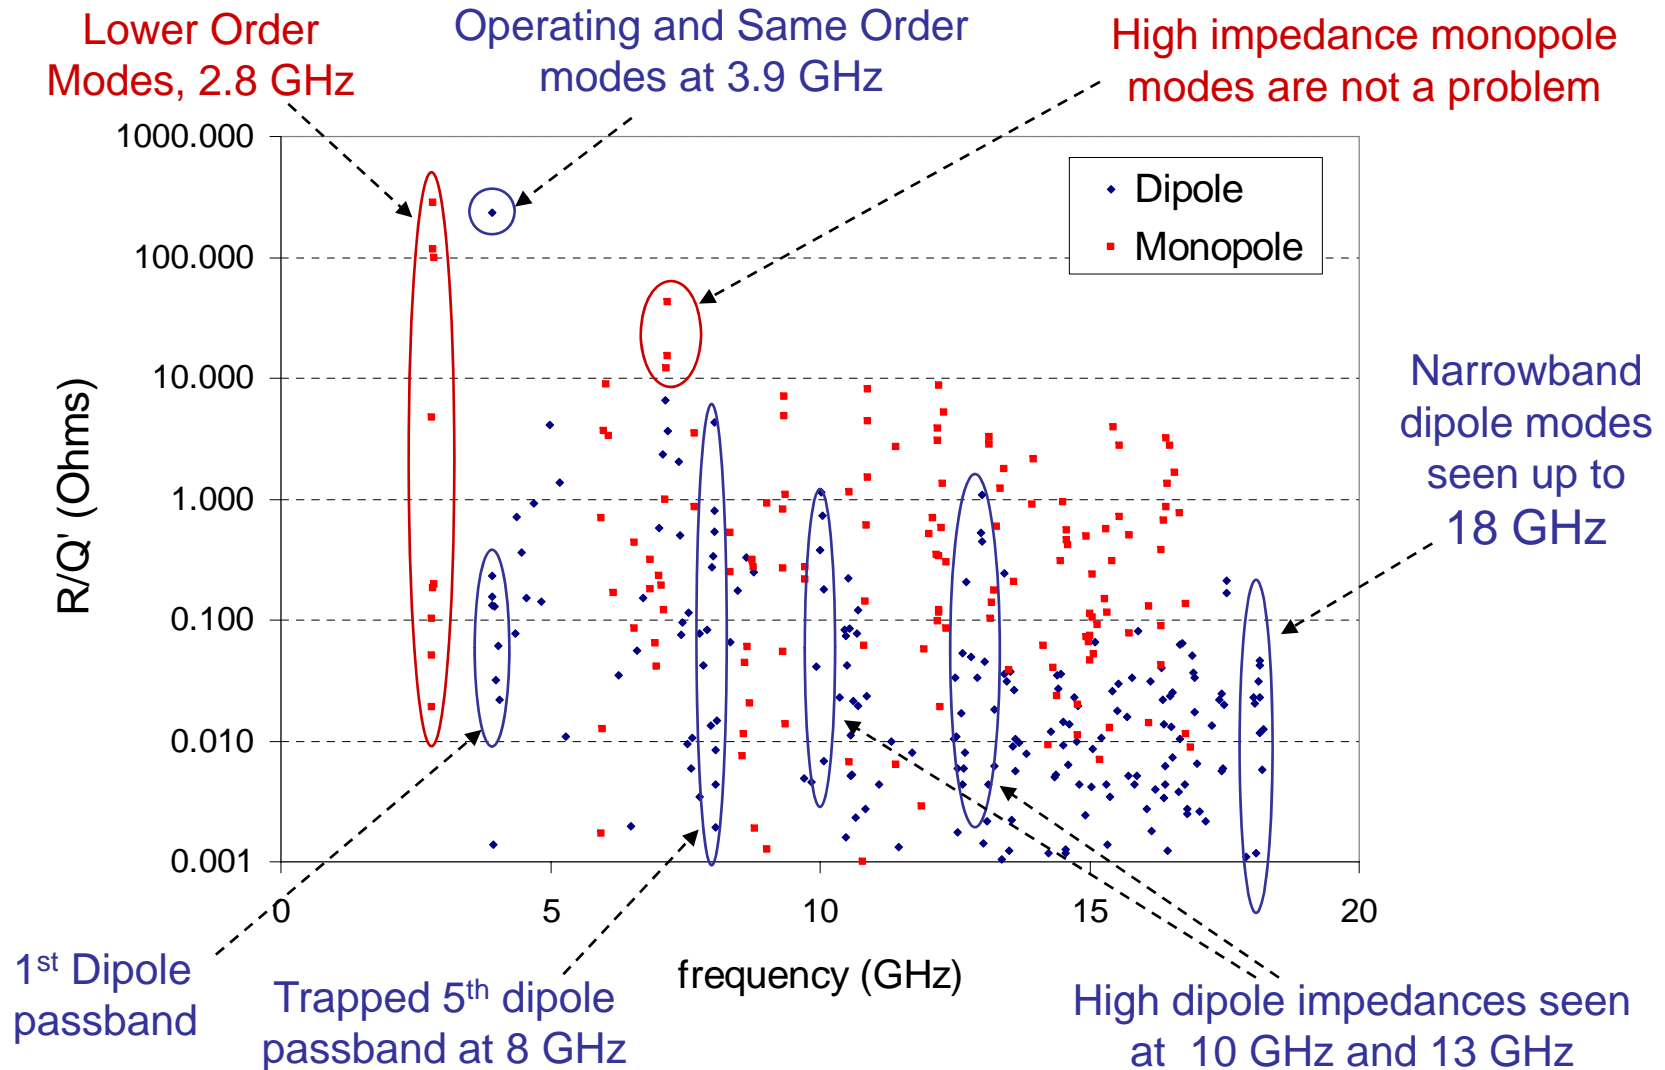 Lower Order
Modes, 2.8 GHz
Operating and Same Order
modes at 3.9 GHz
High impedance monopole
modes are not a problem
1000.000
100.000
10.000
1.000
0.100
0.010
0.001
R/Q' (Ohms)
Dipole
Monopole
Narrowband
dipole modes
seen up to
18 GHz
0
5
10
15
20
frequency (GHz)
1st Dipole
passband
Trapped 5th dipole
passband at 8 GHz
High dipole impedances seen
at 10 GHz and 13 GHz